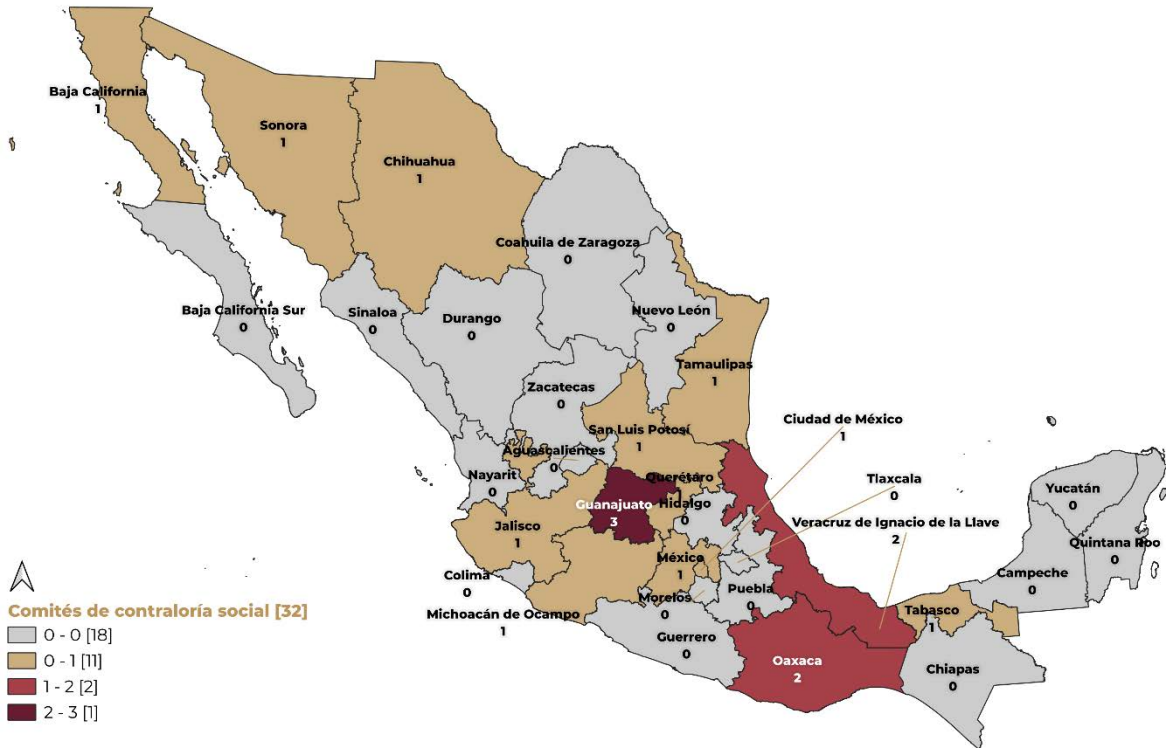 Baja California
1
Sonora
1
Chihuahua
1
Coahuila de Zaragoza
0
Baja California Sur
0
Sinaloa
0
Durango
0
Nuevo León
0
Tamaulipas
1
Zacatecas
0
San Luis Potosí
1
Ciudad de México
1
Aguascalientes
0
Nayarit
0
Querétaro
1
Tlaxcala
0
Guanajuato
3
Hidalgo
0
Yucatán
0
Jalisco
1
Veracruz de Ignacio de la Llave
2
Quintana Roo
0
México
1
Colima
0
Campeche
0
Morelos
0
Puebla
0
Michoacán de Ocampo
1
Tabasco
1
Guerrero
0
Oaxaca
2
Chiapas
0
Comités de contraloría social [32]
0 - 0 [18]
0 - 1 [11]
1 - 2 [2]
2 - 3 [1]